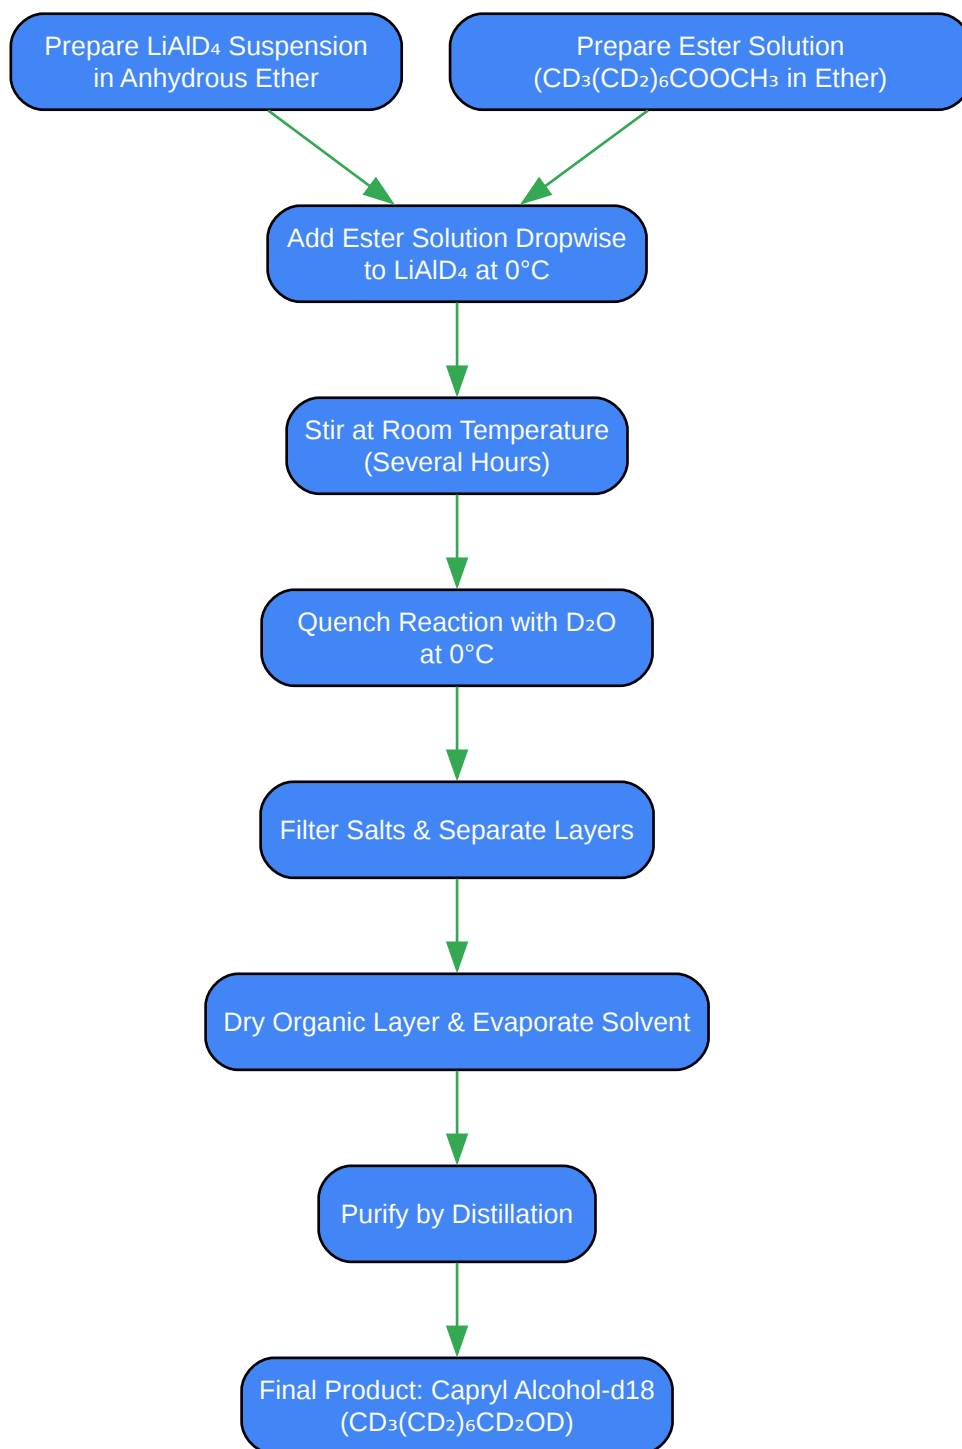 Prepare LiAlD₄ Suspension
in Anhydrous Ether
Prepare Ester Solution
(CD₃(CD₂)₆COOCH₃ in Ether)
Add Ester Solution Dropwise
to LiAlD₄ at 0°C
Stir at Room Temperature
(Several Hours)
Quench Reaction with D₂O
at 0°C
Filter Salts & Separate Layers
Dry Organic Layer & Evaporate Solvent
Purify by Distillation
Final Product: Capryl Alcohol-d18
(CD₃(CD₂)₆CD₂OD)